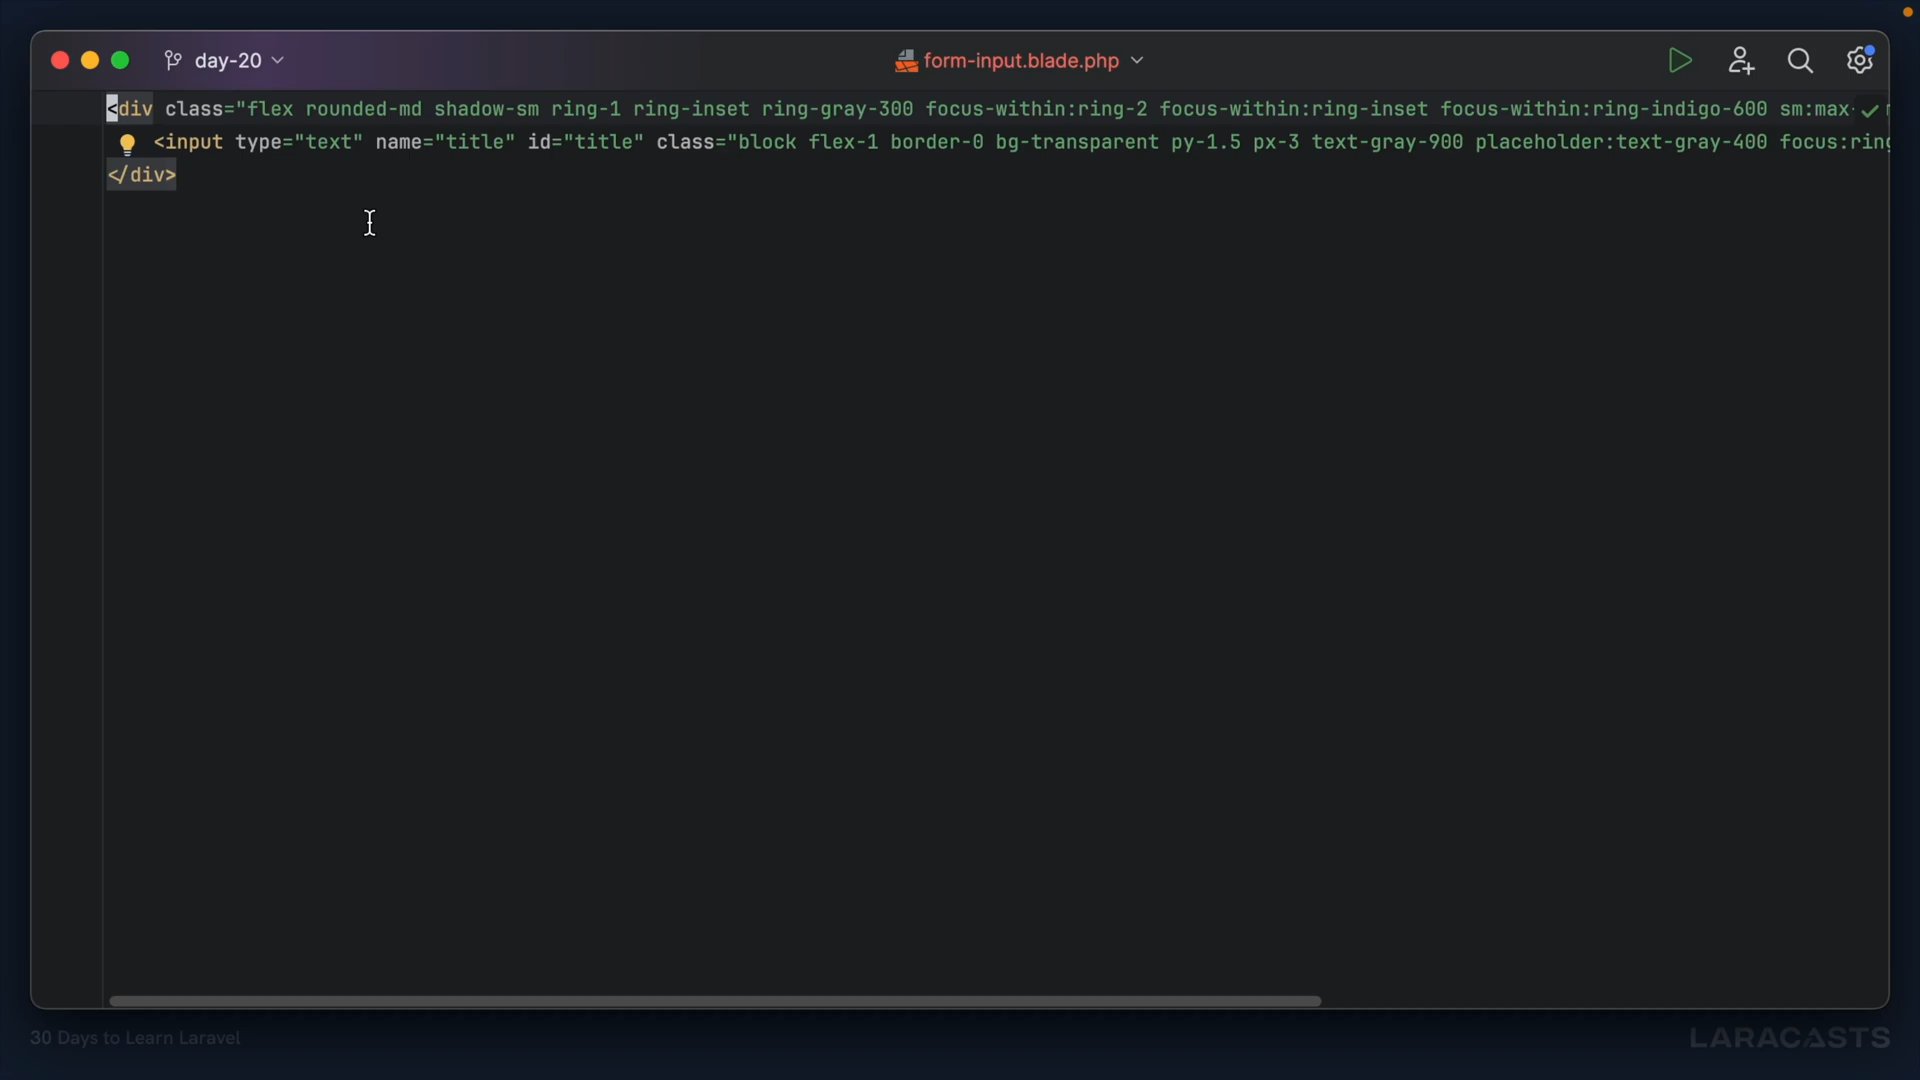 day-20
form-input.blade.php
<div class="flex rounded-md shadow-sm ring-1 ring-inset ring-gray-300 focus-within:ring-2 focus-within:ring-inset focus-within:ring-indigo-600 sm:max-
<input type="text" name="title" id="title" class="block flex-1 border-0 bg-transparent py-1.5 px-3 text-gray-900 placeholder:text-gray-400 focus:ring
</div>
30 Days to Learn Laravel
LARACASTS